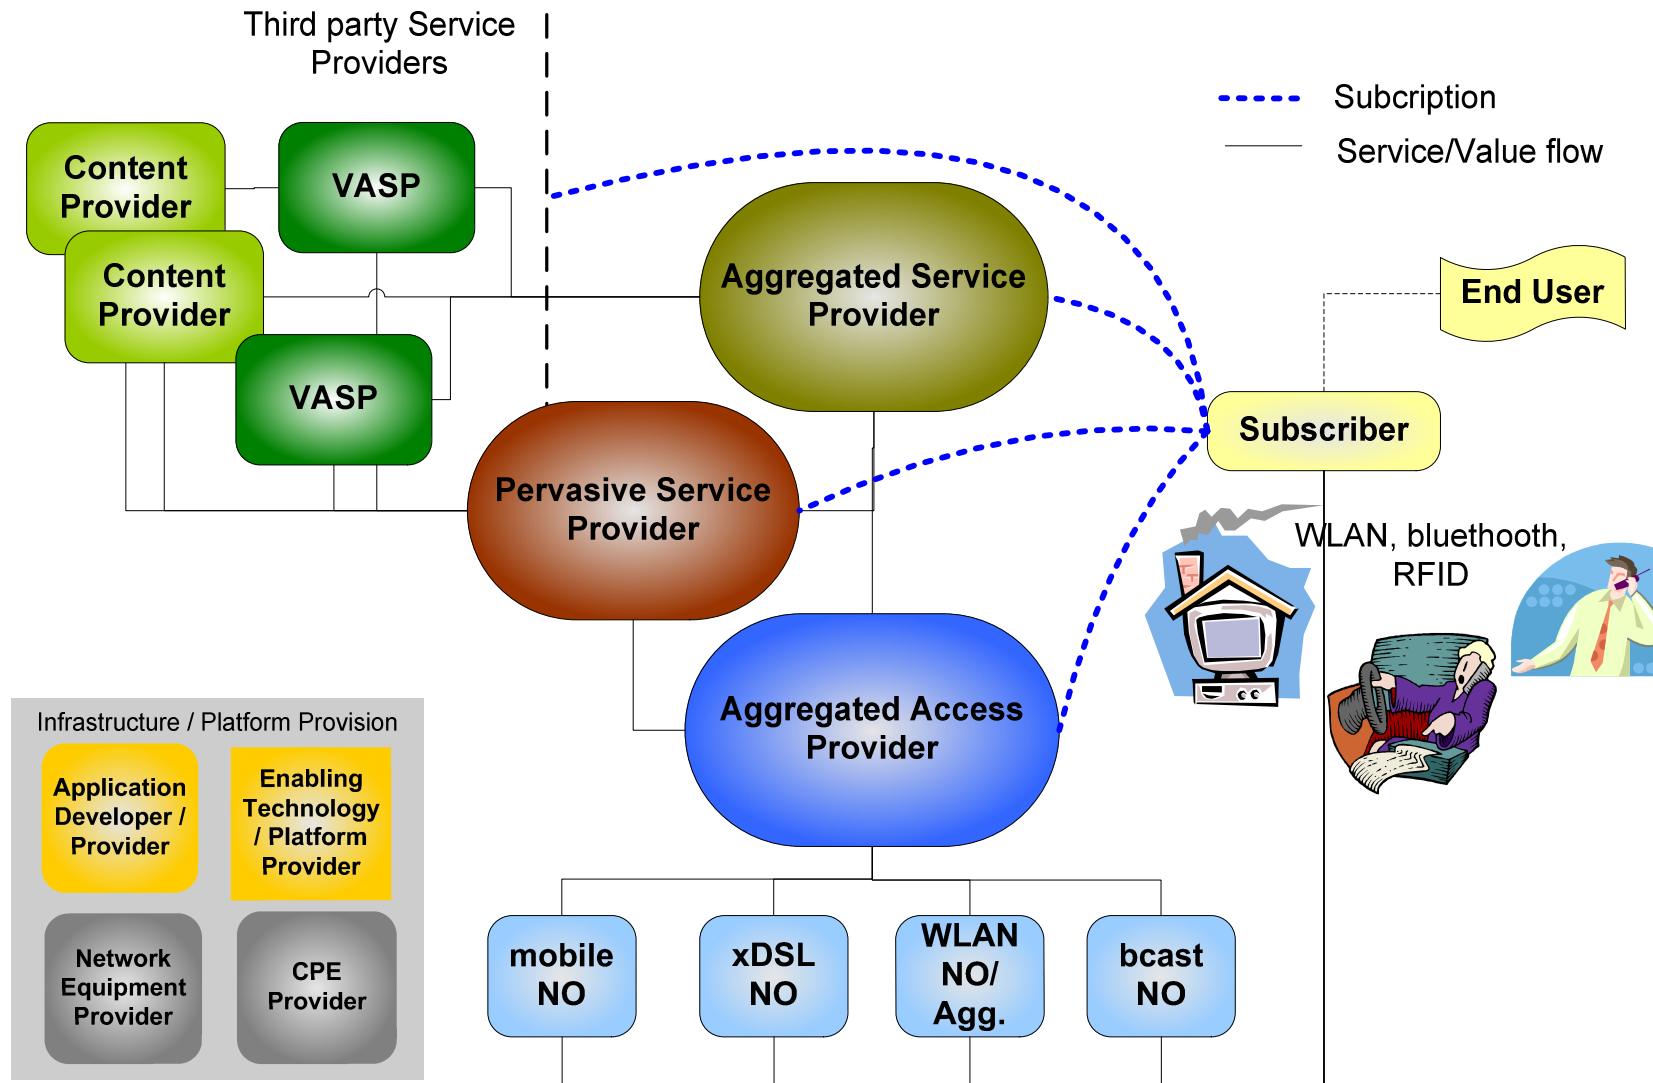 Third party Service
Providers
Subcription
Service/Value flow
Content
Provider
VASP
Content
Provider
VASP
Aggregated Service
Provider
End User
Subscriber
Pervasive Service
Provider
WLAN, bluethooth,
RFID
Aggregated Access
Provider
Infrastructure / Platform Provision
Application
Developer /
Provider
Enabling
Technology
/ Platform
Provider
Network
Equipment
Provider
CPE
Provider
mobile
NO
xDSL
NO
WLAN
NO/
Agg.
bcast
NO